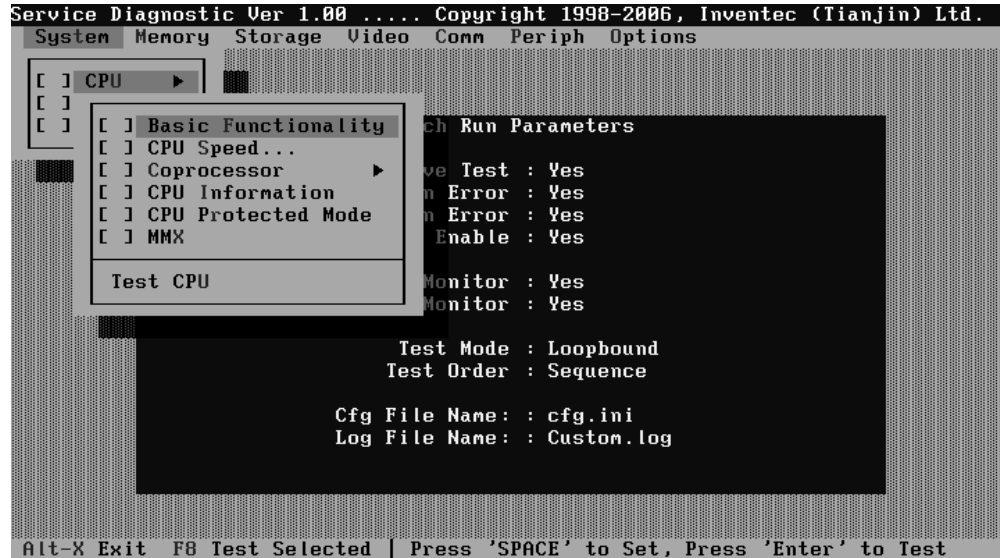 Service Diagnostic Ver 1.00 ..... Copyright 1998-2006, Inventec (Tianjin) Ltd.
System Memory Storage Video Comm Periph Options
[ ] CPU ►
[ ]
[ ]
[ ] Basic Functionality
[ ] CPU Speed...
[ ] Coprocessor ►
[ ] CPU Information
[ ] CPU Protected Mode
[ ] MMX
Test CPU
ch Run Parameters
ve Test : Yes
n Error : Yes
n Error : Yes
Enable : Yes
Monitor : Yes
Monitor : Yes
Test Mode : Loopbound
Test Order : Sequence
Cfg File Name: : cfg.ini
Log File Name: : Custom.log
Alt-X Exit F8 Test Selected | Press 'SPACE' to Set, Press 'Enter' to Test